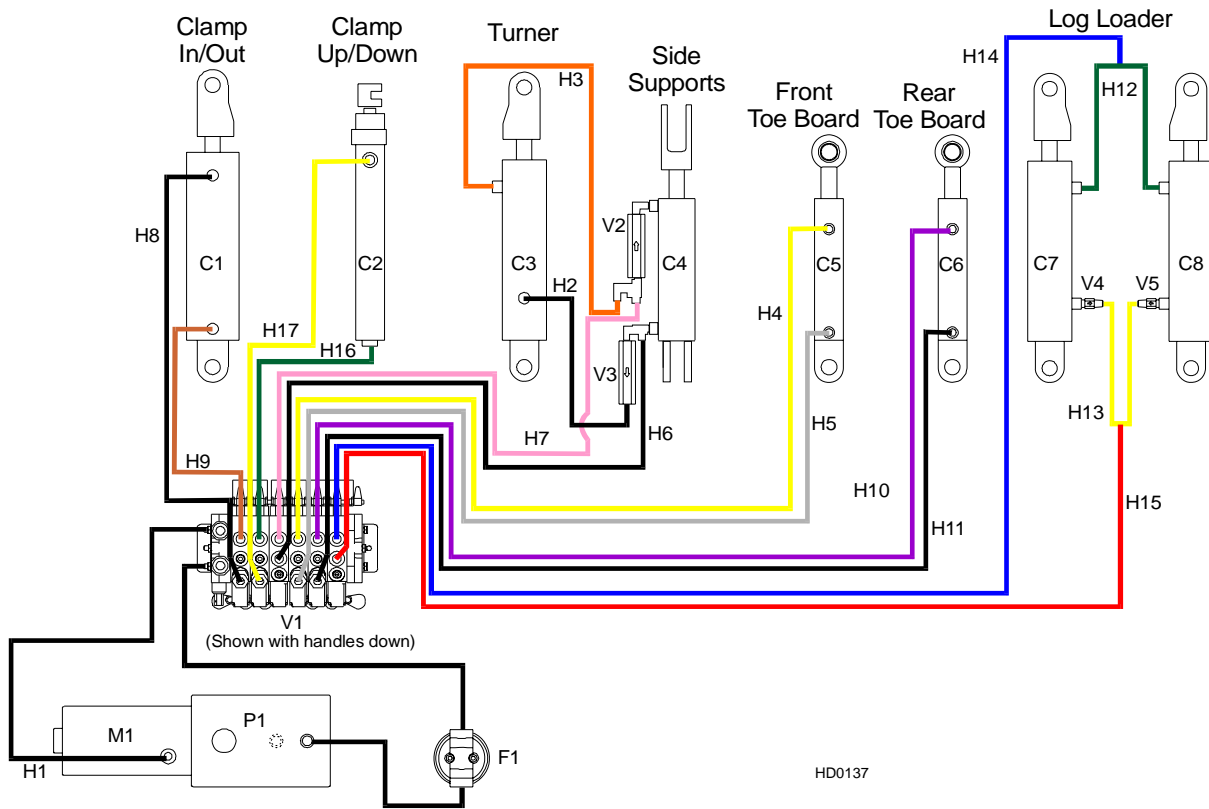 Clamp
In/Out
Clamp
Up/Down
Turner
Side
Supports
Front
Toe Board
Rear
Toe Board
Log Loader
H3
H14
H12
H8
V2
C1
C2
C3
C4
C5
C6
C7
C8
H2
V4
V5
H4
H17
H16
V3
H13
H7
H6
H5
H9
H10
H11
H15
V1
(Shown with handles down)
M1
P1
F1
H1
HD0137